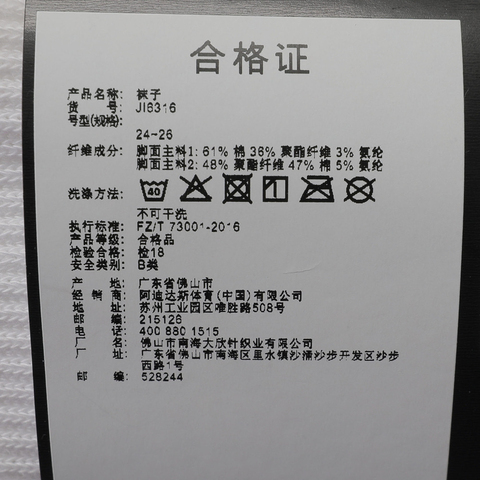 合格证
产品名称： 袜子
货 号： JI6316
号型(规格)：
24-26
纤维成分： 脚面主料1: 61% 棉 36% 聚酯纤维 3% 氨纶
脚面主料2: 48% 聚酯纤维 47% 棉 5% 氨纶
洗涤方法： 40
不可干洗
执行标准： FZ/T 73001-2016
产品等级： 合格品
检验合格： 检18
安全类别： B类
产 地： 广东省佛山市
经 销 商： 阿迪达斯体育(中国)有限公司
地 址： 苏州工业园区唯胜路508号
邮 编： 215126
电 话： 400 880 1515
厂 名： 佛山市南海大欣针织业有限公司
厂 址： 广东省佛山市南海区里水镇沙涌沙步开发区沙步
西路1号
邮 编： 528244